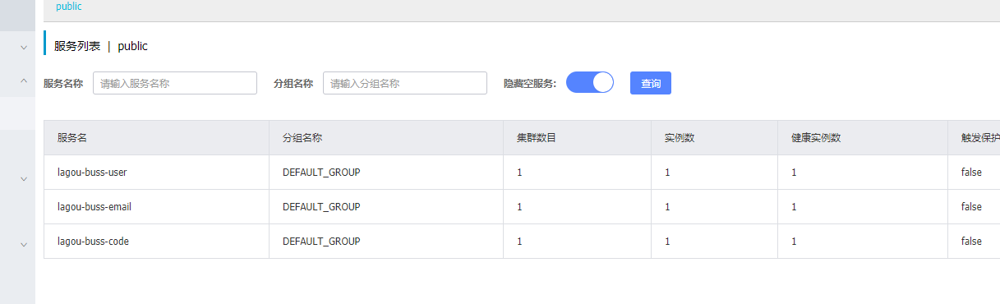 public
服务列表 | public
服务名称 请输入服务名称 分组名称 请输入分组名称 隐藏空服务: 查询
服务名 分组名称 集群数目 实例数 健康实例数 触发保护
lagou-buss-user DEFAULT_GROUP 1 1 1 false
lagou-buss-email DEFAULT_GROUP 1 1 1 false
lagou-buss-code DEFAULT_GROUP 1 1 1 false